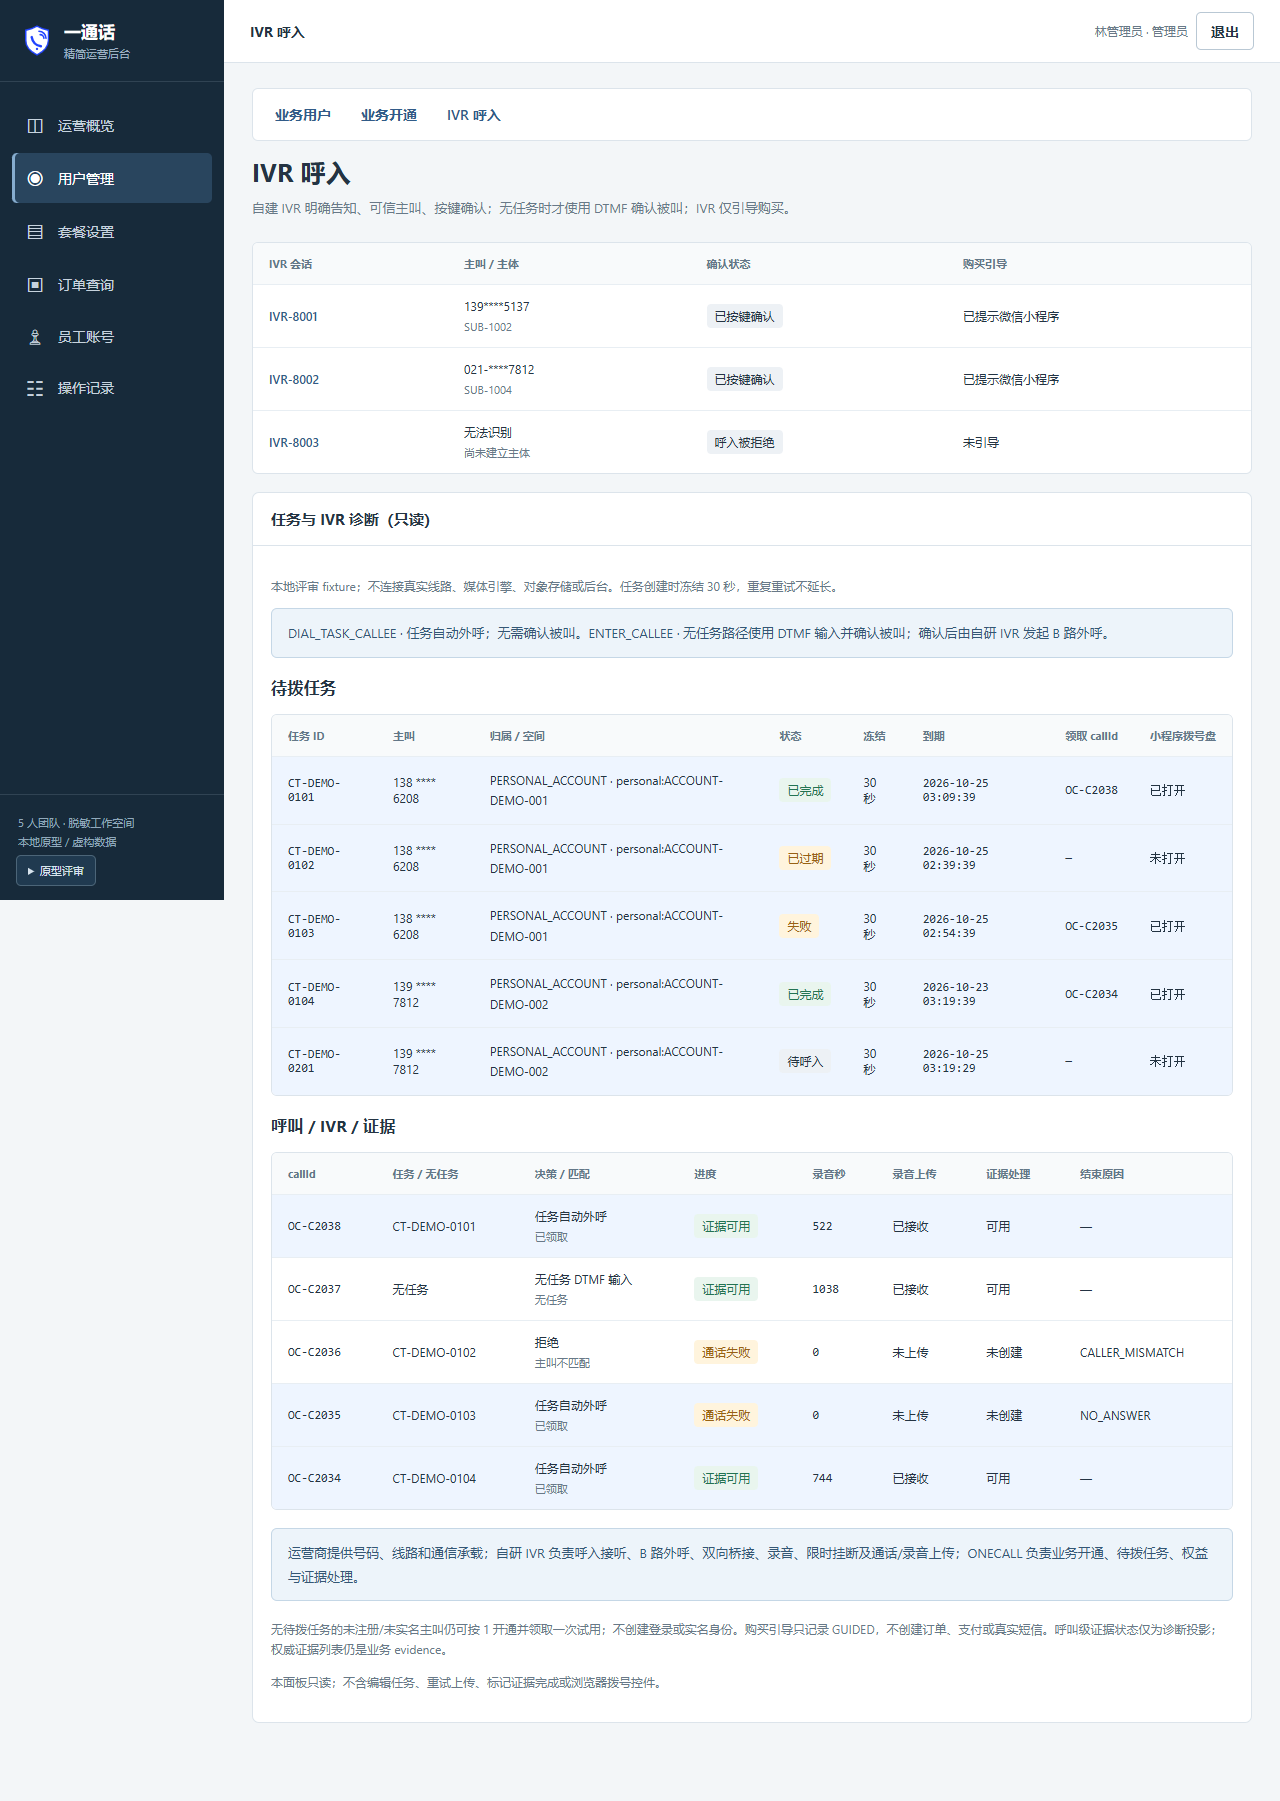 一通话
精简运营后台
运营概览
用户管理
套餐设置
订单查询
员工账号
操作记录
5 人团队 · 脱敏工作空间
本地原型 / 虚构数据
▸ 原型评审
IVR 呼入
林管理员 · 管理员
退出
业务用户 业务开通 IVR 呼入
IVR 呼入
自建 IVR 明确告知、可信主叫、按键确认；无任务时才使用 DTMF 确认被叫；IVR 仅引导购买。
IVR 会话 主叫 / 主体 确认状态 购买引导
IVR-8001 139****5137 已按键确认 已提示微信小程序
SUB-1002
IVR-8002 021-****7812 已按键确认 已提示微信小程序
SUB-1004
IVR-8003 无法识别 呼入被拒绝 未引导
尚未建立主体
任务与 IVR 诊断（只读）
本地评审 fixture；不连接真实线路、媒体引擎、对象存储或后台。任务创建时冻结 30 秒，重复重试不延长。
DIAL_TASK_CALLEE · 任务自动外呼；无需确认被叫。ENTER_CALLEE · 无任务路径使用 DTMF 输入并确认被叫；确认后由自研 IVR 发起 B 路外呼。
待拨任务
任务 ID 主叫 归属 / 空间 状态 冻结 到期 领取 callId 小程序拨号盘
CT-DEMO-0101 138 **** 6208 PERSONAL_ACCOUNT · personal:ACCOUNT-DEMO-001 已完成 30 秒 2026-10-25 03:09:39 OC-C2038 已打开
CT-DEMO-0102 138 **** 6208 PERSONAL_ACCOUNT · personal:ACCOUNT-DEMO-001 已过期 30 秒 2026-10-25 02:39:39 — 未打开
CT-DEMO-0103 138 **** 6208 PERSONAL_ACCOUNT · personal:ACCOUNT-DEMO-001 失败 30 秒 2026-10-25 02:54:39 OC-C2035 已打开
CT-DEMO-0104 139 **** 7812 PERSONAL_ACCOUNT · personal:ACCOUNT-DEMO-002 已完成 30 秒 2026-10-23 03:19:39 OC-C2034 已打开
CT-DEMO-0201 139 **** 7812 PERSONAL_ACCOUNT · personal:ACCOUNT-DEMO-002 待呼入 30 秒 2026-10-25 03:19:29 — 未打开
呼叫 / IVR / 证据
callId 任务 / 无任务 决策 / 匹配 进度 录音秒 录音上传 证据处理 结束原因
OC-C2038 CT-DEMO-0101 任务自动外呼 证据可用 522 已接收 可用 —
已领取
OC-C2037 无任务 无任务 DTMF 输入 证据可用 1038 已接收 可用 —
无任务
OC-C2036 CT-DEMO-0102 拒绝 通话失败 0 未上传 未创建 CALLER_MISMATCH
主叫不匹配
OC-C2035 CT-DEMO-0103 任务自动外呼 通话失败 0 未上传 未创建 NO_ANSWER
已领取
OC-C2034 CT-DEMO-0104 任务自动外呼 证据可用 744 已接收 可用 —
已领取
运营商提供号码、线路和通信承载；自研 IVR 负责呼入接听、B 路外呼、双向桥接、录音、限时挂断及通话/录音上传；ONECALL 负责业务开通、待拨任务、权益
与证据处理。
无待拨任务的未注册/未实名主叫仍可按 1 开通并领取一次试用；不创建登录或实名身份。购买引导只记录 GUIDED，不创建订单、支付或真实短信。呼叫级证据状态仅为诊断投影；
权威证据列表仍是业务 evidence。
本面板只读；不含编辑任务、重试上传、标记证据完成或浏览器拨号控件。